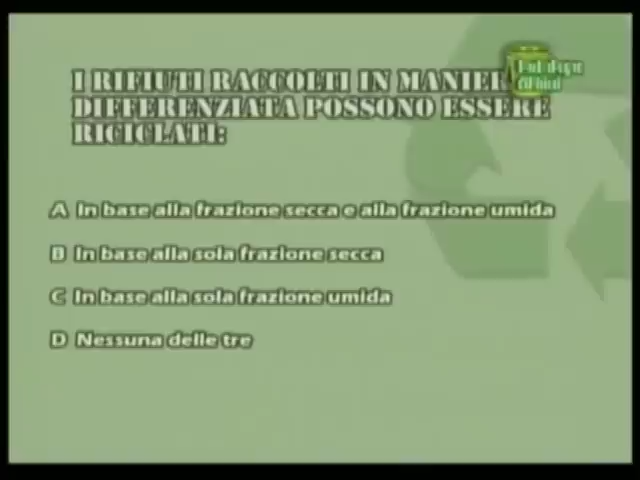 I RIFIUTI RACCOLTI IN MANIER
DIFFERENZIATA POSSONO ESSERE
RICICLATI:
A In base alla frazione secca e alla frazione umida
B In base alla sola frazione secca
C In base alla sola frazione umida
D Nessuna delle tre